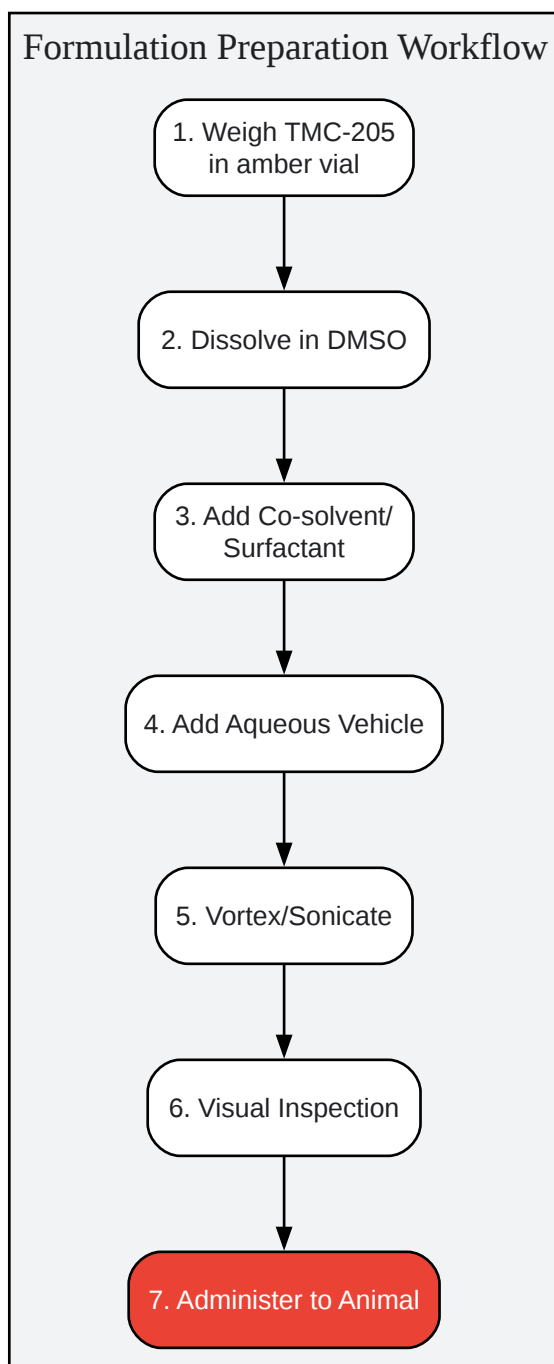 Formulation Preparation Workflow
1. Weigh TMC-205
in amber vial
2. Dissolve in DMSO
3. Add Co-solvent/
Surfactant
4. Add Aqueous Vehicle
5. Vortex/Sonicate
6. Visual Inspection
7. Administer to Animal